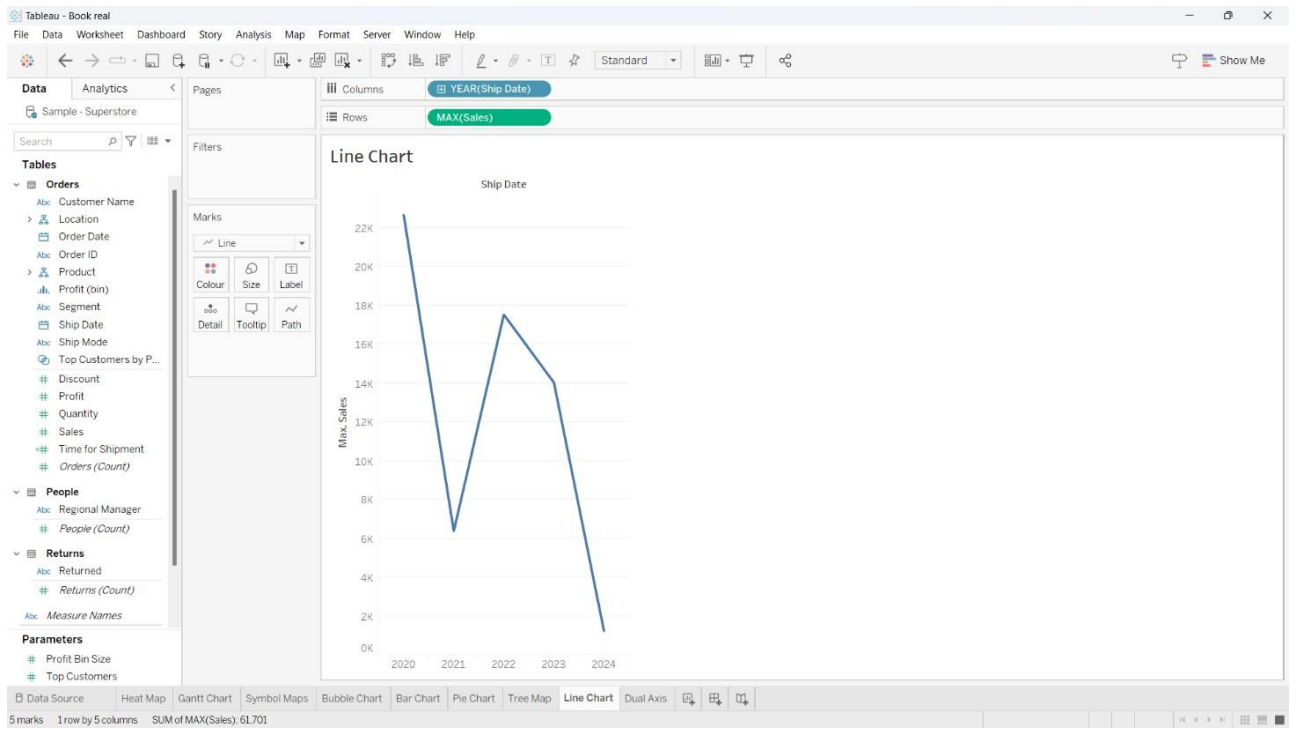 Tableau - Book real
File Data Worksheet Dashboard Story Analysis Map Format Server Window Help
Standard
Show Me
Data Analytics
Sample - Superstore
Search
Tables
Orders
Abc Customer Name
Location
Order Date
Abc Order ID
Product
Profit (bin)
Abc Segment
Ship Date
Abc Ship Mode
Top Customers by P...
# Discount
# Profit
# Quantity
# Sales
=# Time for Shipment
# Orders (Count)
People
Abc Regional Manager
# People (Count)
Returns
Abc Returned
# Returns (Count)
Abc Measure Names
Parameters
# Profit Bin Size
# Top Customers
Pages
Filters
Marks
Line
Colour Size Label
Detail Tooltip Path
Columns YEAR(Ship Date)
Rows MAX(Sales)
Line Chart
Ship Date
22K
20K
18K
16K
14K
12K
10K
8K
6K
4K
2K
0K
Max. Sales
2020 2021 2022 2023 2024
Data Source Heat Map Gantt Chart Symbol Maps Bubble Chart Bar Chart Pie Chart Tree Map Line Chart Dual Axis
5 marks 1 row by 5 columns SUM of MAX(Sales): 61,701